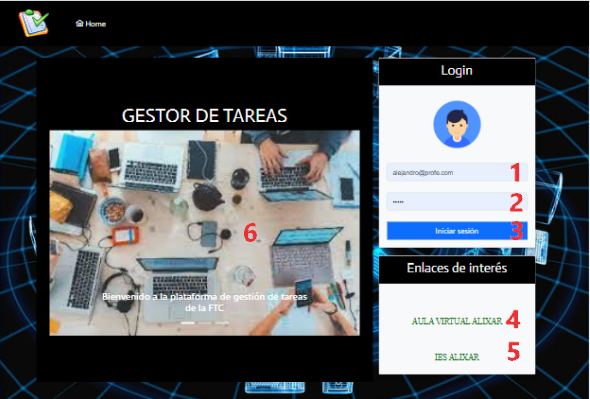 Home
GESTOR DE TAREAS
6
Bienvenido a la plataforma de gestión de tareas
de la FTC
Login
alejandro@profe.com 1
••••• 2
Iniciar sesión 3
Enlaces de interés
AULA VIRTUAL ALIXAR 4
IES ALIXAR 5